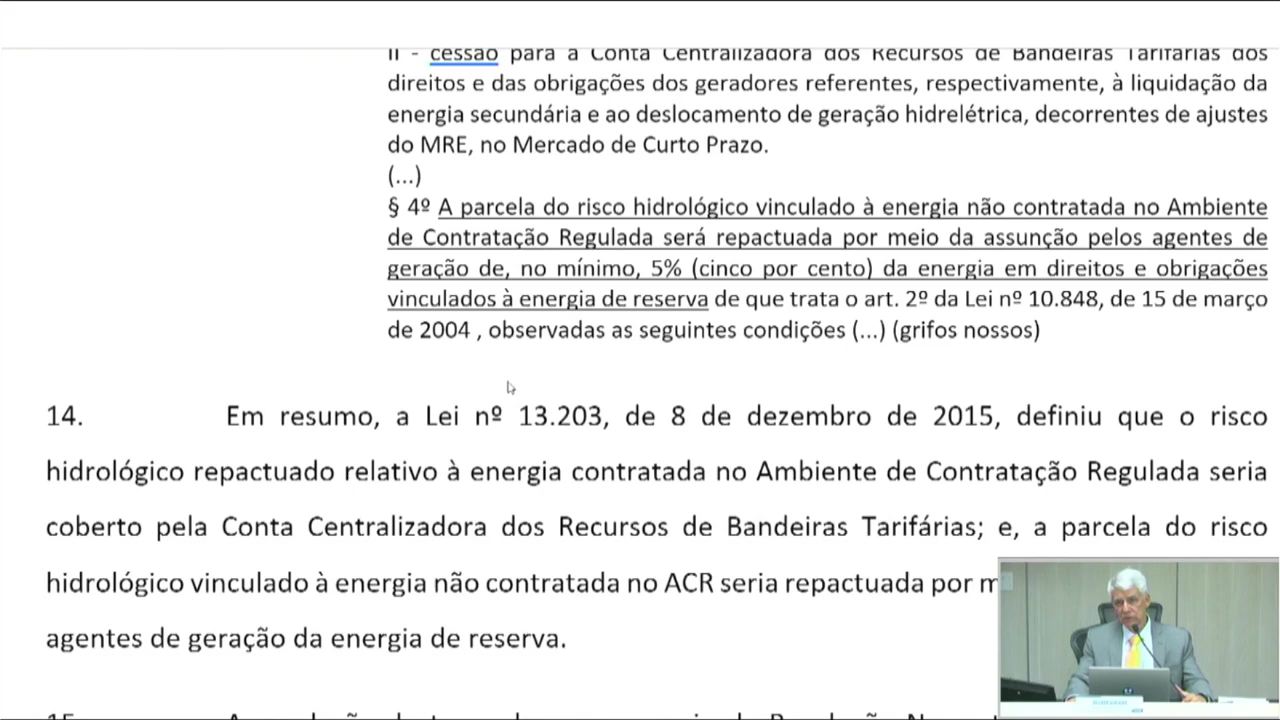 II - cessão para a Conta Centralizadora dos Recursos de Bandeiras Tarifárias dos
direitos e das obrigações dos geradores referentes, respectivamente, à liquidação da
energia secundária e ao deslocamento de geração hidrelétrica, decorrentes de ajustes
do MRE, no Mercado de Curto Prazo.
(...)
§ 4º A parcela do risco hidrológico vinculado à energia não contratada no Ambiente
de Contratação Regulada será repactuada por meio da assunção pelos agentes de
geração de, no mínimo, 5% (cinco por cento) da energia em direitos e obrigações
vinculados à energia de reserva de que trata o art. 2º da Lei nº 10.848, de 15 de março
de 2004 , observadas as seguintes condições (...) (grifos nossos)
14. Em resumo, a Lei nº 13.203, de 8 de dezembro de 2015, definiu que o risco
hidrológico repactuado relativo à energia contratada no Ambiente de Contratação Regulada seria
coberto pela Conta Centralizadora dos Recursos de Bandeiras Tarifárias; e, a parcela do risco
hidrológico vinculado à energia não contratada no ACR seria repactuada por m
agentes de geração da energia de reserva.